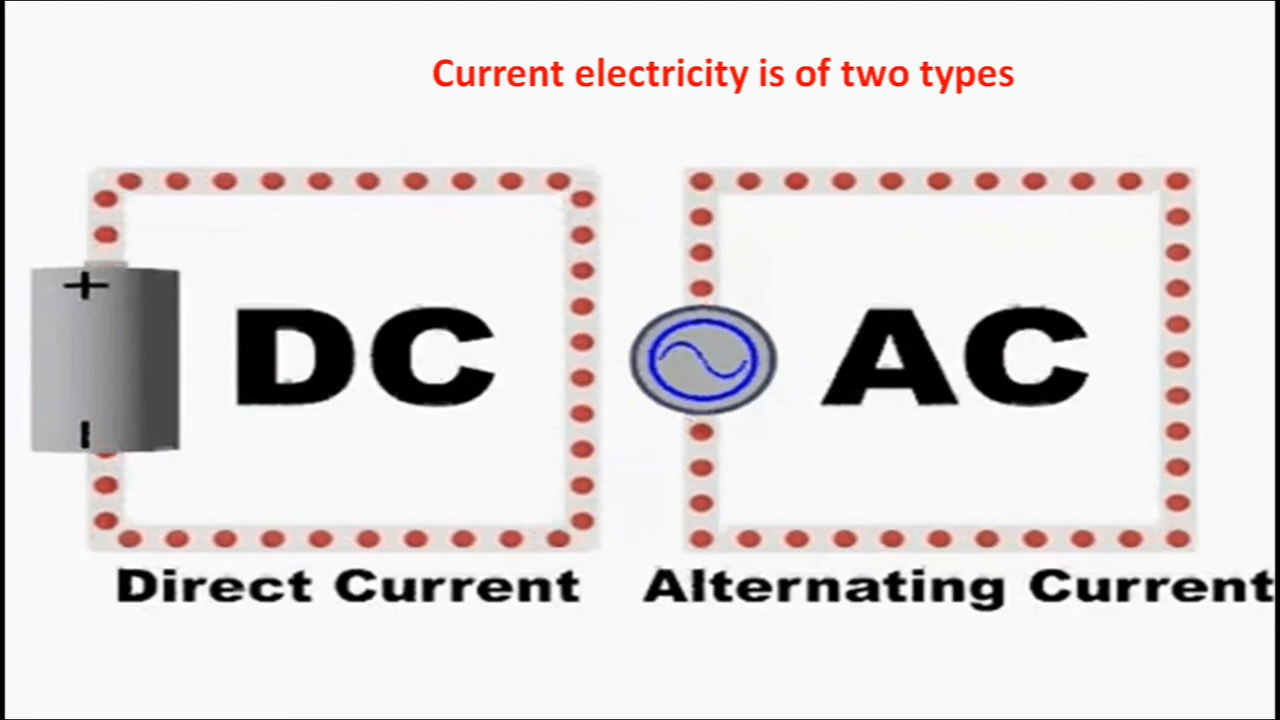 Current electricity is of two types
+
DC
AC
-
Direct Current
Alternating Current